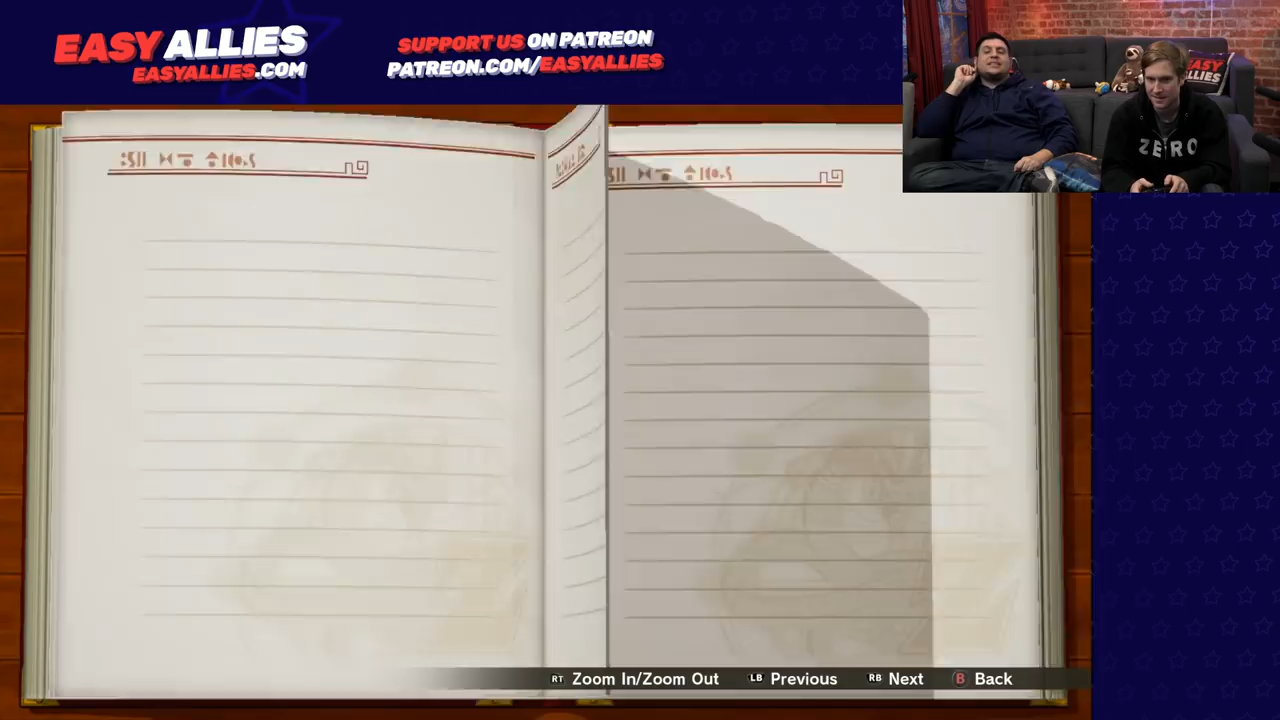 EASY ALLIES
EASYALLIES.COM
SUPPORT US ON PATREON
PATREON.COM/EASYALLIES
EASY
ALLIES
ZERO
RT Zoom In/Zoom Out LB Previous RB Next B Back